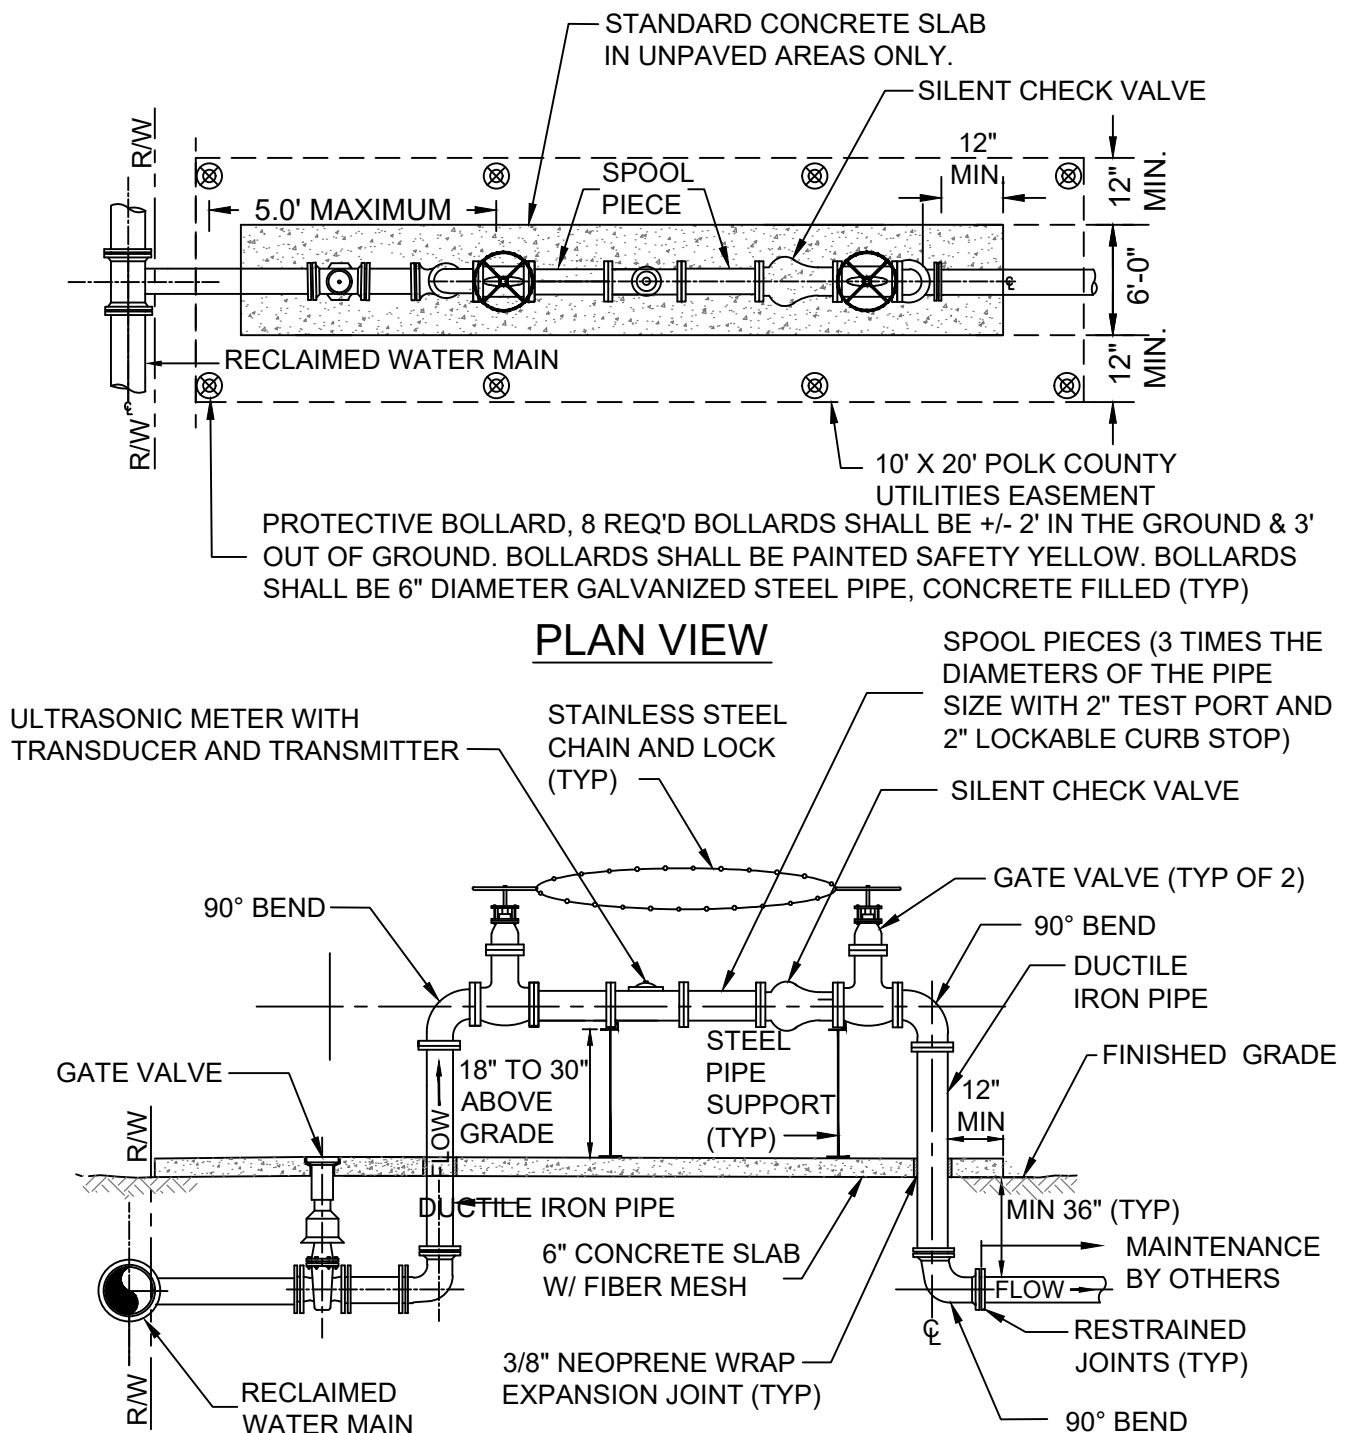 STANDARD CONCRETE SLAB
IN UNPAVED AREAS ONLY.
SILENT CHECK VALVE
R/W
12"
MIN
12"
MIN.
SPOOL
PIECE
5.0' MAXIMUM
6'-0"
℄
RECLAIMED WATER MAIN
12"
MIN.
℄
R/W
10' X 20' POLK COUNTY
UTILITIES EASEMENT
PROTECTIVE BOLLARD, 8 REQ'D BOLLARDS SHALL BE +/- 2' IN THE GROUND & 3'
OUT OF GROUND. BOLLARDS SHALL BE PAINTED SAFETY YELLOW. BOLLARDS
SHALL BE 6" DIAMETER GALVANIZED STEEL PIPE, CONCRETE FILLED (TYP)
PLAN VIEW
SPOOL PIECES (3 TIMES THE
DIAMETERS OF THE PIPE
SIZE WITH 2" TEST PORT AND
2" LOCKABLE CURB STOP)
ULTRASONIC METER WITH
TRANSDUCER AND TRANSMITTER
STAINLESS STEEL
CHAIN AND LOCK
(TYP)
SILENT CHECK VALVE
GATE VALVE (TYP OF 2)
90° BEND
90° BEND
DUCTILE
IRON PIPE
GATE VALVE
18" TO 30"
ABOVE
GRADE
STEEL
PIPE
SUPPORT
(TYP)
FINISHED GRADE
12"
MIN
R/W
FLOW
DUCTILE IRON PIPE
MIN 36" (TYP)
6" CONCRETE SLAB
W/ FIBER MESH
MAINTENANCE
BY OTHERS
FLOW
℄
RESTRAINED
JOINTS (TYP)
3/8" NEOPRENE WRAP
EXPANSION JOINT (TYP)
R/W
RECLAIMED
WATER MAIN
90° BEND